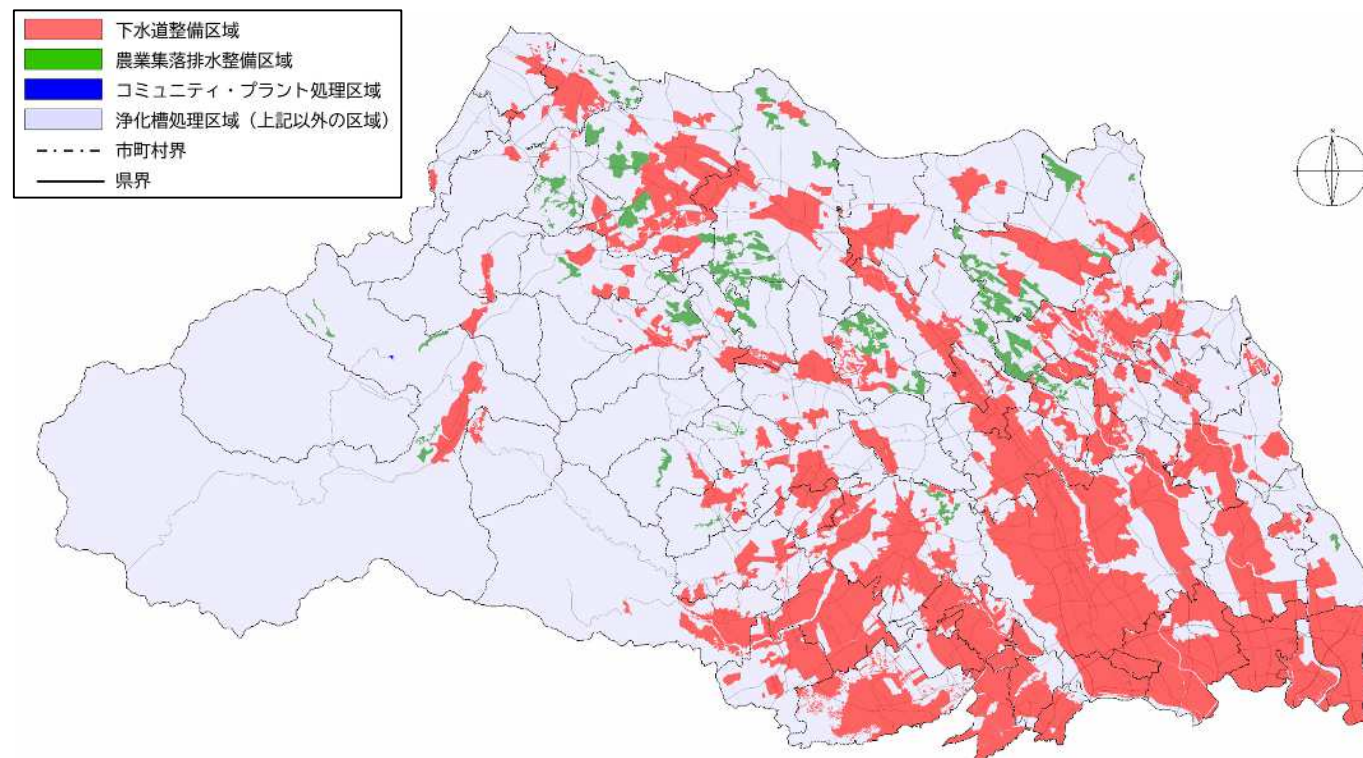 下水道整備区域
農業集落排水整備区域
コミュニティ・プラント処理区域
浄化槽処理区域（上記以外の区域）
市町村界
県界
N